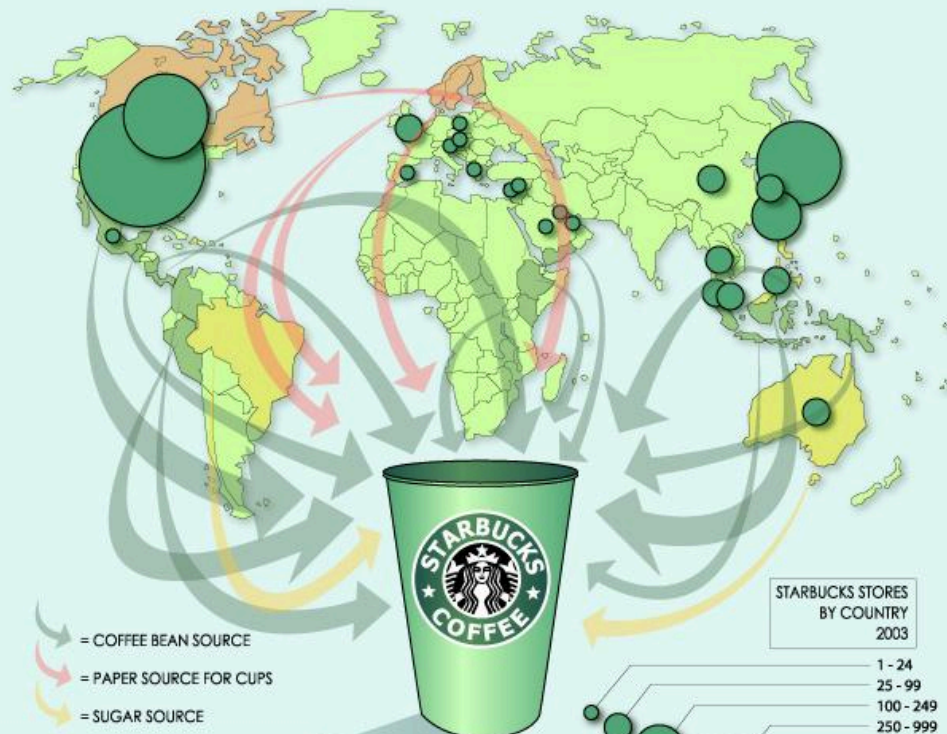 STARBUCKS
COFFEE
= COFFEE BEAN SOURCE
= PAPER SOURCE FOR CUPS
= SUGAR SOURCE
STARBUCKS STORES
BY COUNTRY
2003
1 - 24
25 - 99
100 - 249
250 - 999